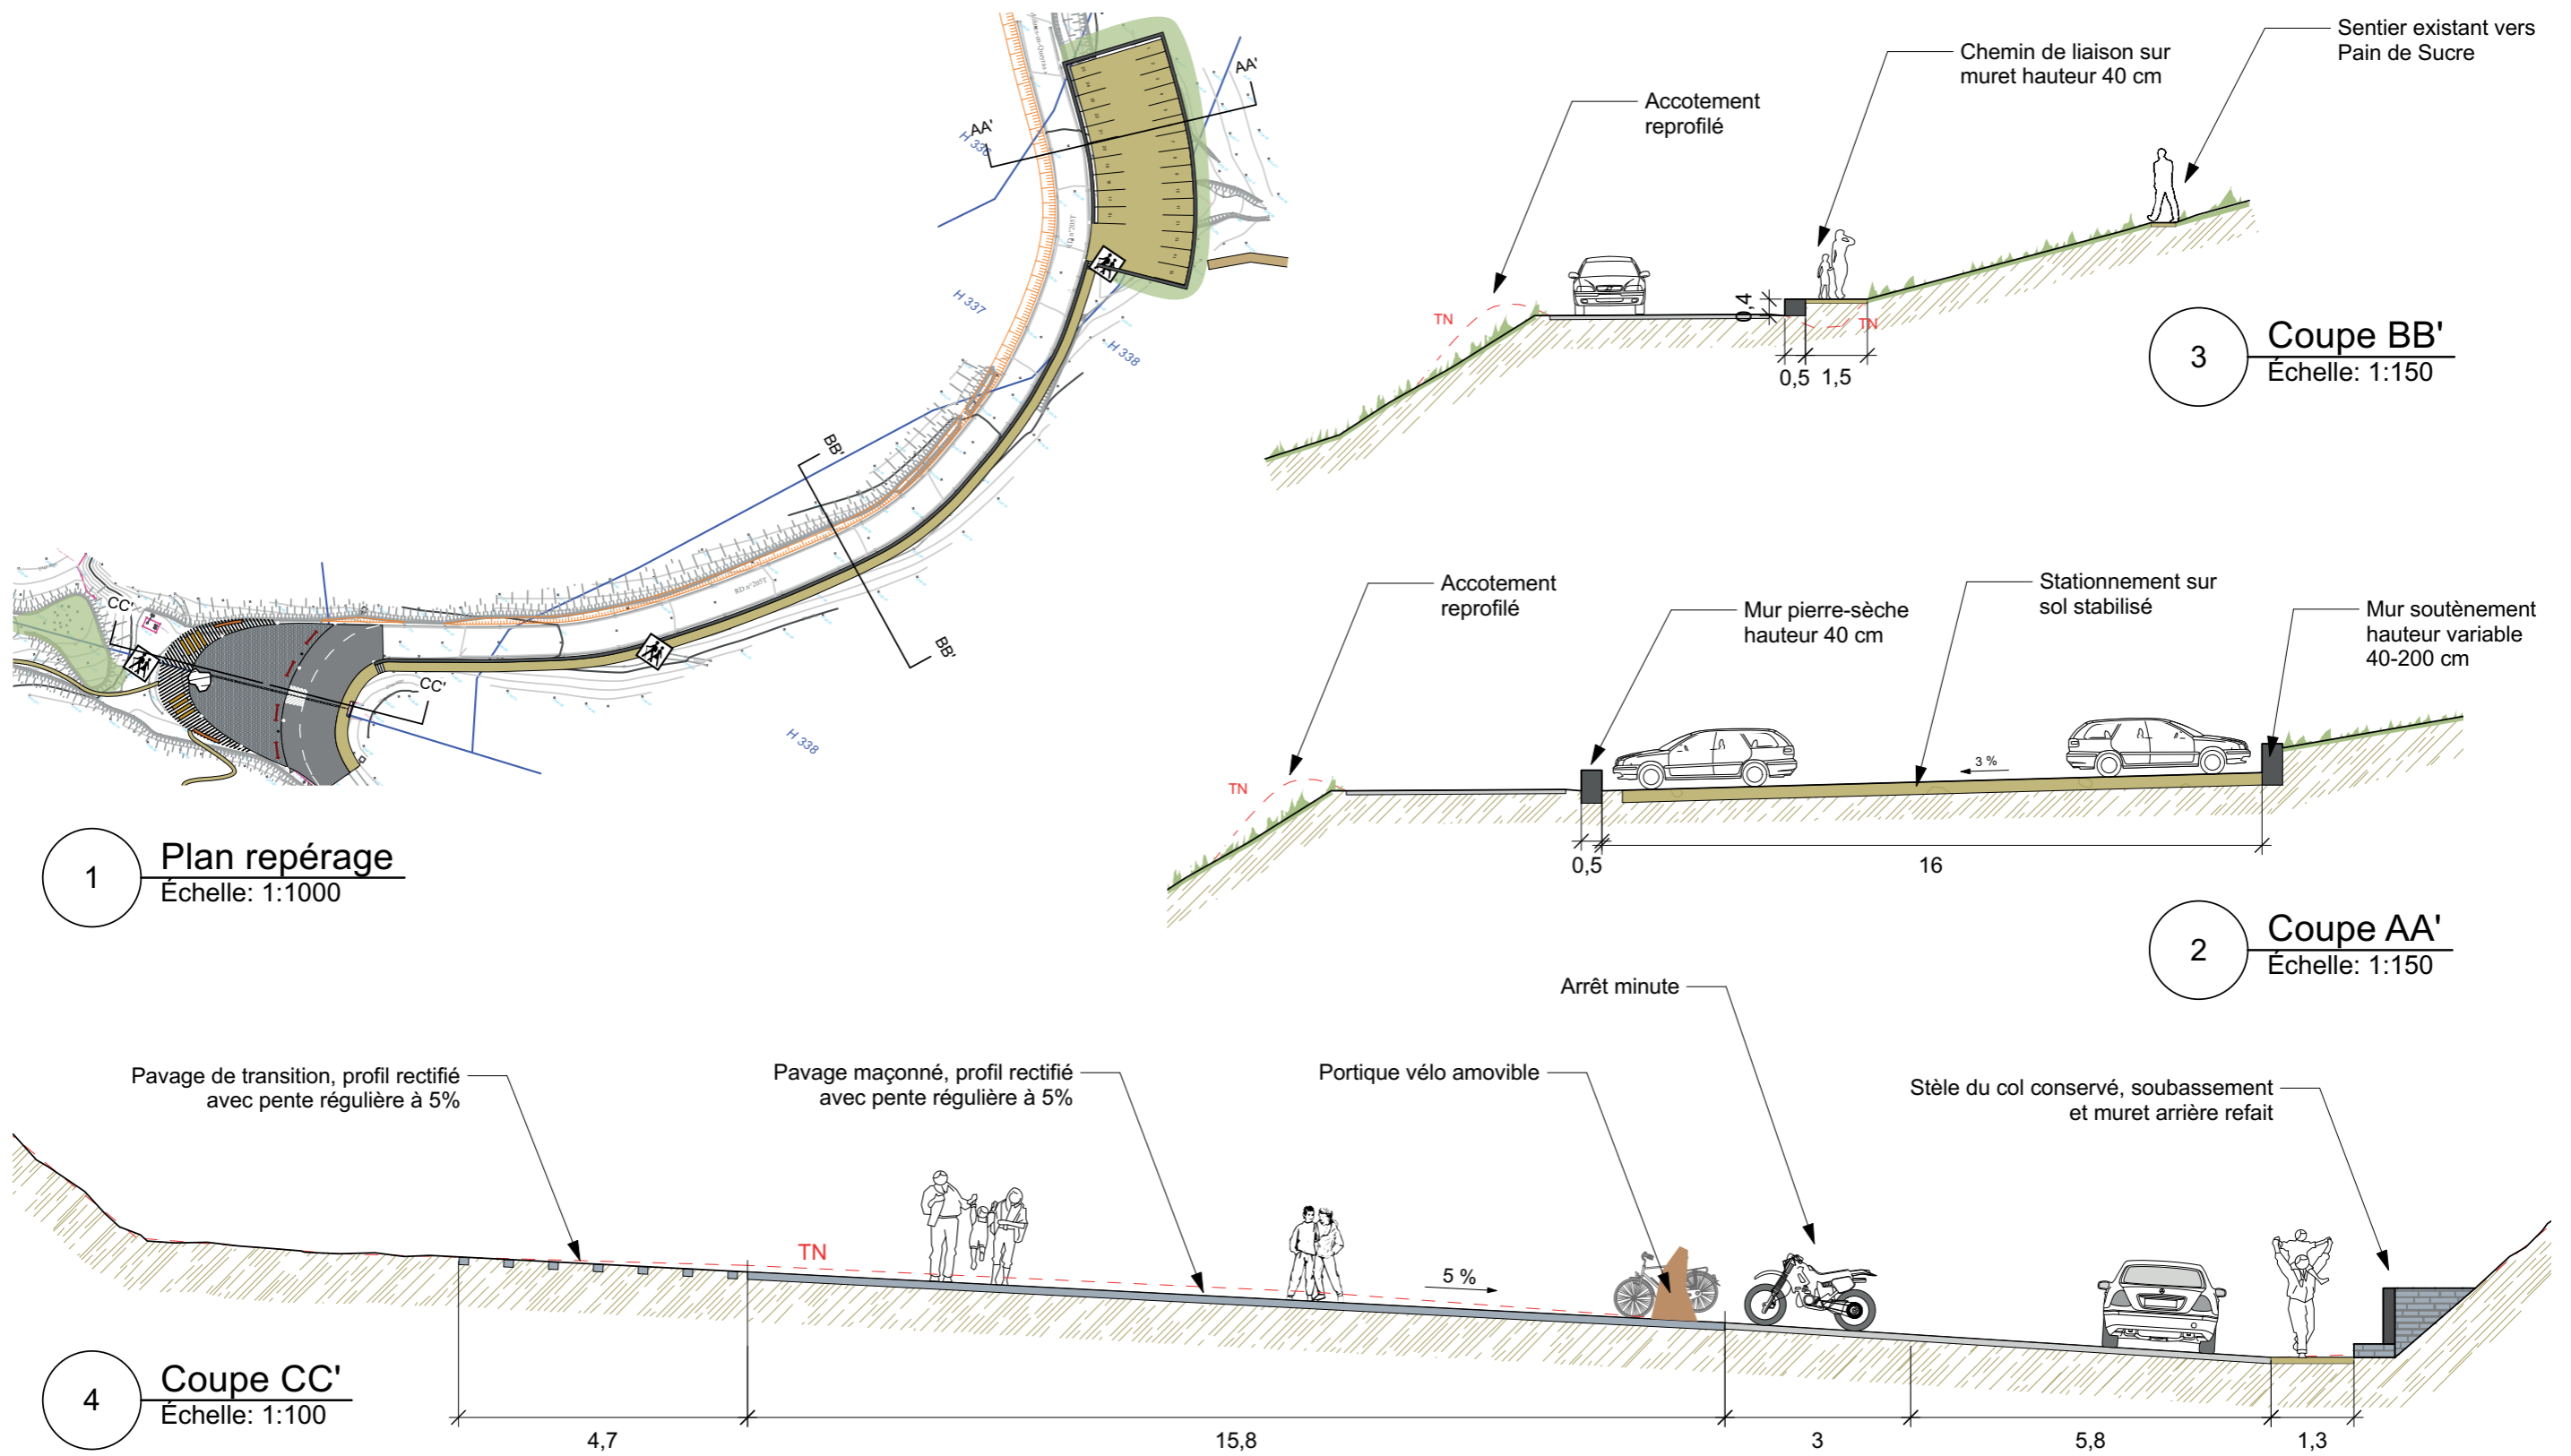 AA'
AA'
H 336
RD n°205T
H 337
H 338
BB'
BB'
RD n°205T
CC'
CC'
H 338
1
Plan repérage
Échelle: 1:1000
Sentier existant vers
Pain de Sucre
Chemin de liaison sur
muret hauteur 40 cm
Accotement
reprofilé
TN
0,4
TN
0,5
1,5
3
Coupe BB'
Échelle: 1:150
Accotement
reprofilé
Mur pierre-sèche
hauteur 40 cm
Stationnement sur
sol stabilisé
Mur soutènement
hauteur variable
40-200 cm
TN
3 %
0,5
16
2
Coupe AA'
Échelle: 1:150
Arrêt minute
Pavage de transition, profil rectifié
avec pente régulière à 5%
Pavage maçonné, profil rectifié
avec pente régulière à 5%
Portique vélo amovible
Stèle du col conservé, soubassement
et muret arrière refait
TN
5 %
4
Coupe CC'
Échelle: 1:100
4,7
15,8
3
5,8
1,3